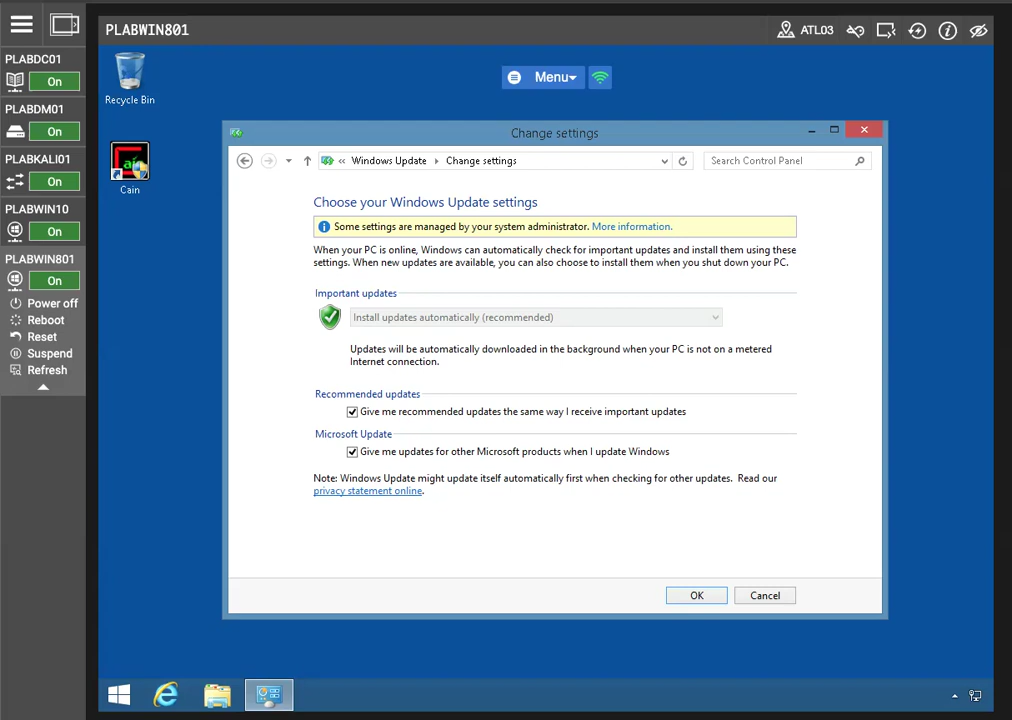 PLABWIN801
ATL03
PLABDC01
On
PLABDM01
On
PLABKALI01
On
PLABWIN10
On
PLABWIN801
On
Power off
Reboot
Reset
Suspend
Refresh
Recycle Bin
Menu
Cain
Change settings
« Windows Update ▸ Change settings
Search Control Panel
Choose your Windows Update settings
Some settings are managed by your system administrator. More information.
When your PC is online, Windows can automatically check for important updates and install them using these
settings. When new updates are available, you can also choose to install them when you shut down your PC.
Important updates
Install updates automatically (recommended)
Updates will be automatically downloaded in the background when your PC is not on a metered
Internet connection.
Recommended updates
Give me recommended updates the same way I receive important updates
Microsoft Update
Give me updates for other Microsoft products when I update Windows
Note: Windows Update might update itself automatically first when checking for other updates. Read our
privacy statement online.
OK
Cancel